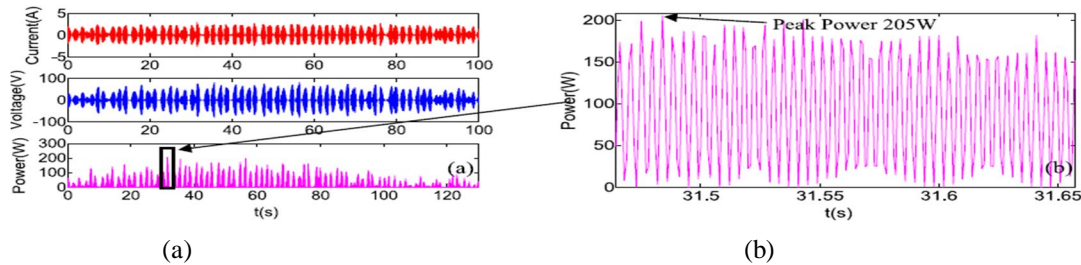 Current(A)
5
0
-5
0 20 40 60 80 100
Voltage(V)
100
0
-100
0 20 40 60 80 100
Power(W)
300
200
100
0
(a)
0 20 40 60 80 100 120
t(s)
(a)
200
150
100
50
0
Power(W)
Peak Power 205W
(b)
31.5 31.55 31.6 31.65
t(s)
(b)